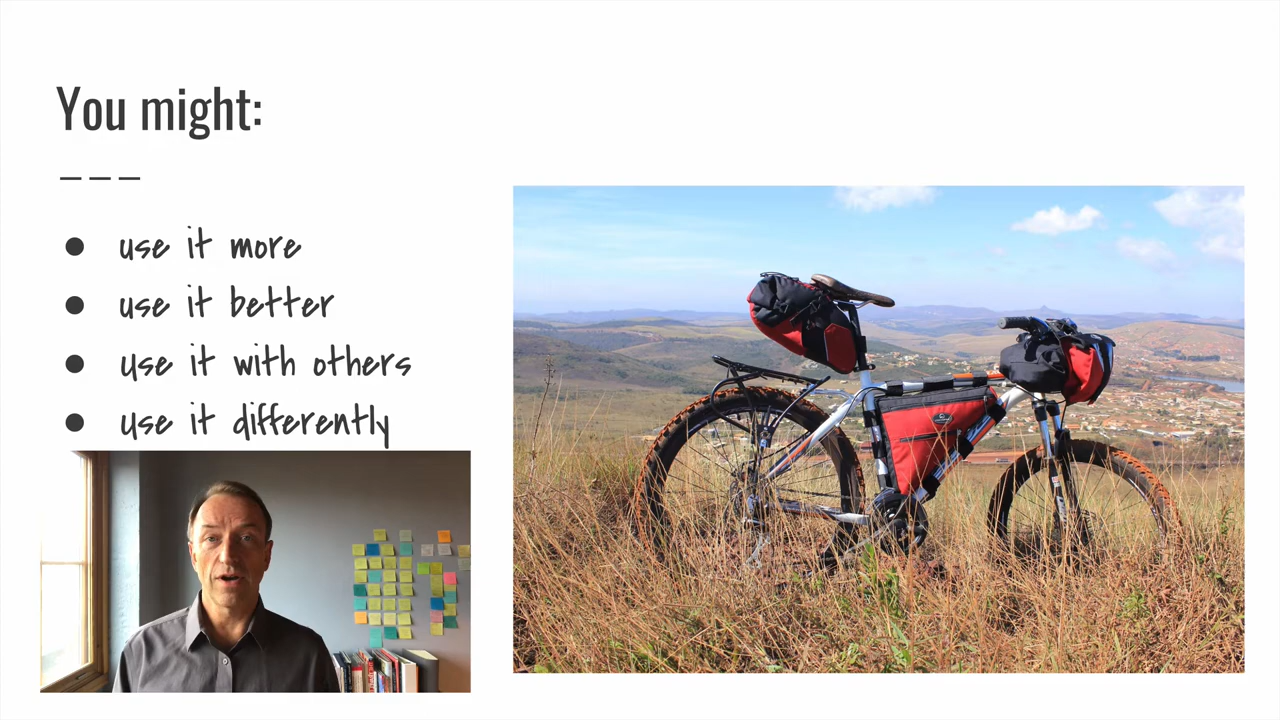 You might:
use it more
use it better
use it with others
use it differently